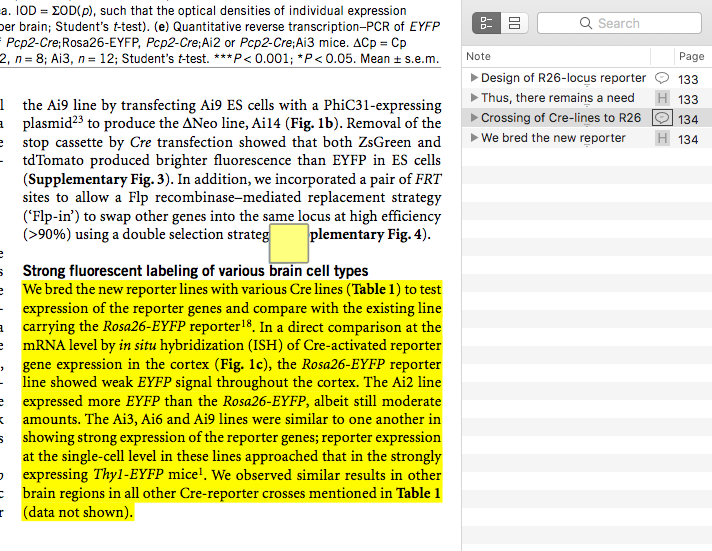 na. IOD = ΣOD(p), such that the optical densities of individual expression
per brain; Student's t-test). (e) Quantitative reverse transcription–PCR of EYFP
Pcp2-Cre;Rosa26-EYFP, Pcp2-Cre;Ai2 or Pcp2-Cre;Ai3 mice. ΔCp = Cp
2, n = 8; Ai3, n = 12; Student's t-test. ***P < 0.001; *P < 0.05. Mean ± s.e.m.
the Ai9 line by transfecting Ai9 ES cells with a PhiC31-expressing
plasmid23 to produce the ΔNeo line, Ai14 (Fig. 1b). Removal of the
stop cassette by Cre transfection showed that both ZsGreen and
tdTomato produced brighter fluorescence than EYFP in ES cells
(Supplementary Fig. 3). In addition, we incorporated a pair of FRT
sites to allow a Flp recombinase–mediated replacement strategy
('Flp-in') to swap other genes into the same locus at high efficiency
(>90%) using a double selection strateg plementary Fig. 4).
Strong fluorescent labeling of various brain cell types
We bred the new reporter lines with various Cre lines (Table 1) to test
expression of the reporter genes and compare with the existing line
carrying the Rosa26-EYFP reporter18. In a direct comparison at the
mRNA level by in situ hybridization (ISH) of Cre-activated reporter
gene expression in the cortex (Fig. 1c), the Rosa26-EYFP reporter
line showed weak EYFP signal throughout the cortex. The Ai2 line
expressed more EYFP than the Rosa26-EYFP, albeit still moderate
amounts. The Ai3, Ai6 and Ai9 lines were similar to one another in
showing strong expression of the reporter genes; reporter expression
at the single-cell level in these lines approached that in the strongly
expressing Thy1-EYFP mice1. We observed similar results in other
brain regions in all other Cre-reporter crosses mentioned in Table 1
(data not shown).
Search
Note Page
Design of R26-locus reporter 133
Thus, there remains a need H 133
Crossing of Cre-lines to R26 134
We bred the new reporter H 134